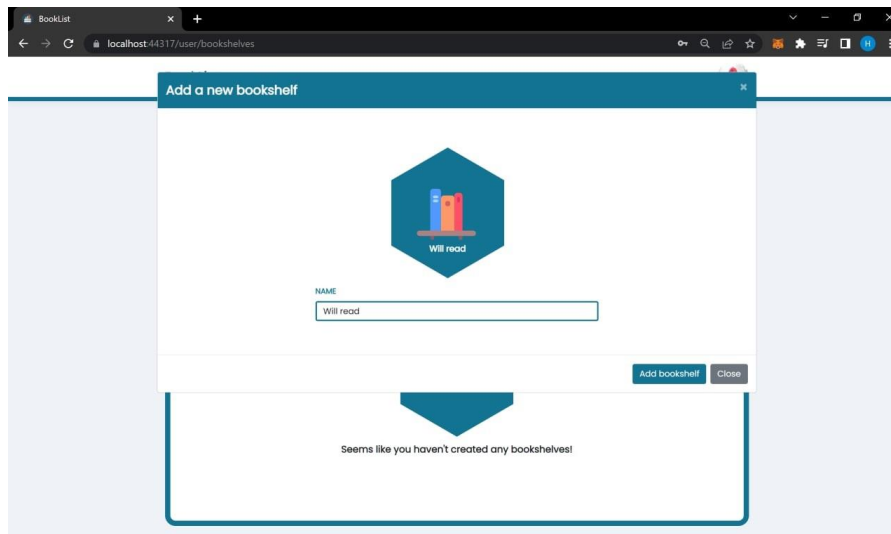 BookList
localhost:44317/user/bookshelves
H
Add a new bookshelf
Will read
NAME
Will read
Add bookshelf Close
Seems like you haven't created any bookshelves!